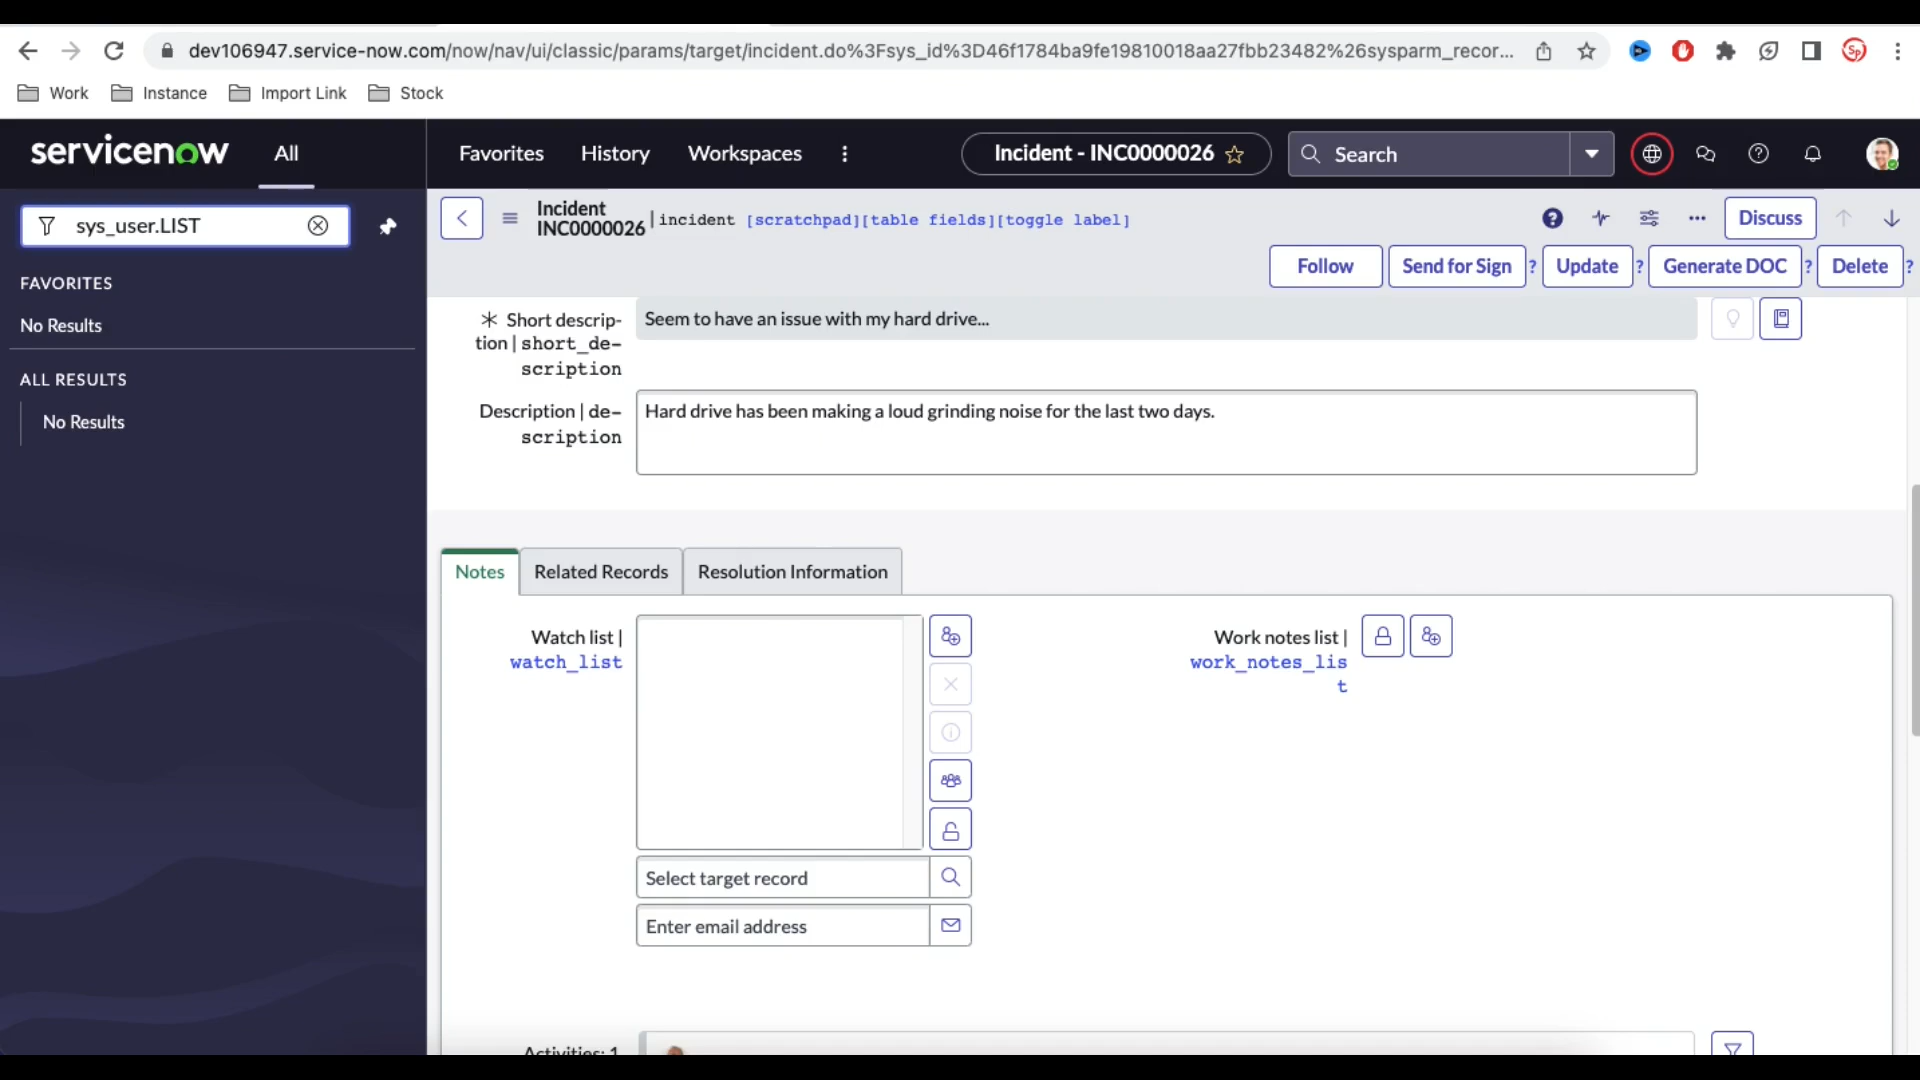 dev106947.service-now.com/now/nav/ui/classic/params/target/incident.do%3Fsys_id%3D46f1784ba9fe19810018aa27fbb23482%26sysparm_recor...
Work Instance Import Link Stock
servicenow All Favorites History Workspaces Incident - INC0000026 Search
sys_user.LIST
FAVORITES
No Results
ALL RESULTS
No Results
Incident
INC0000026 | incident [scratchpad][table fields][toggle label]
Discuss
Follow Send for Sign ? Update ? Generate DOC ? Delete ?
Short descrip-
tion | short_de-
scription
Seem to have an issue with my hard drive...
Description | de-
scription
Hard drive has been making a loud grinding noise for the last two days.
Notes Related Records Resolution Information
Watch list |
watch_list
Work notes list |
work_notes_lis
t
Select target record
Enter email address
Activities: 1